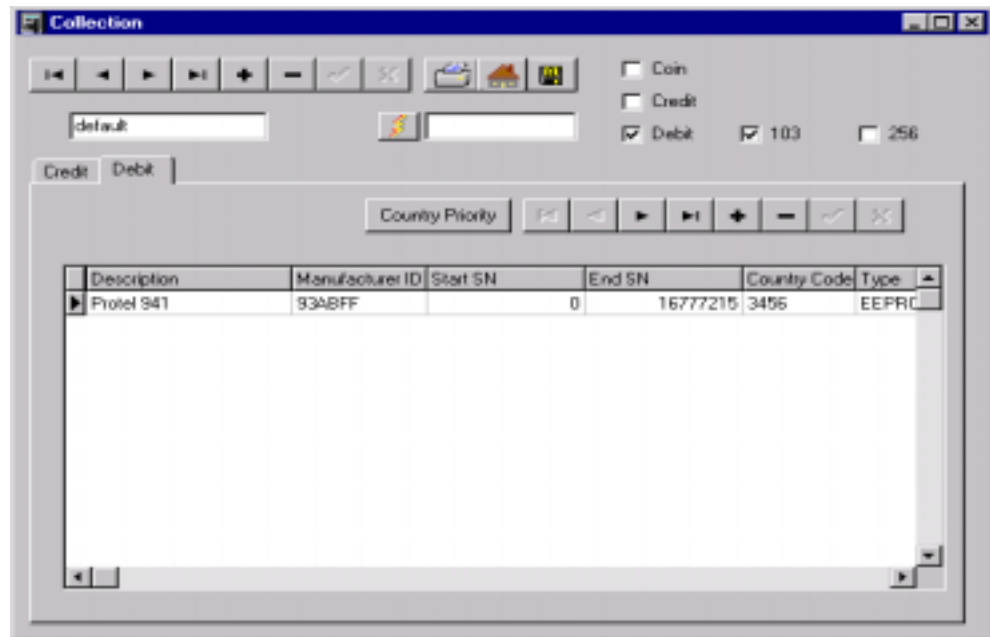 Collection
Coin
Credit
default
Debit 103 256
Credit Debit
Country Priority
Description Manufacturer ID Start SN End SN Country Code Type
Protel 941 93ABFF 0 16777215 3456 EEPRO